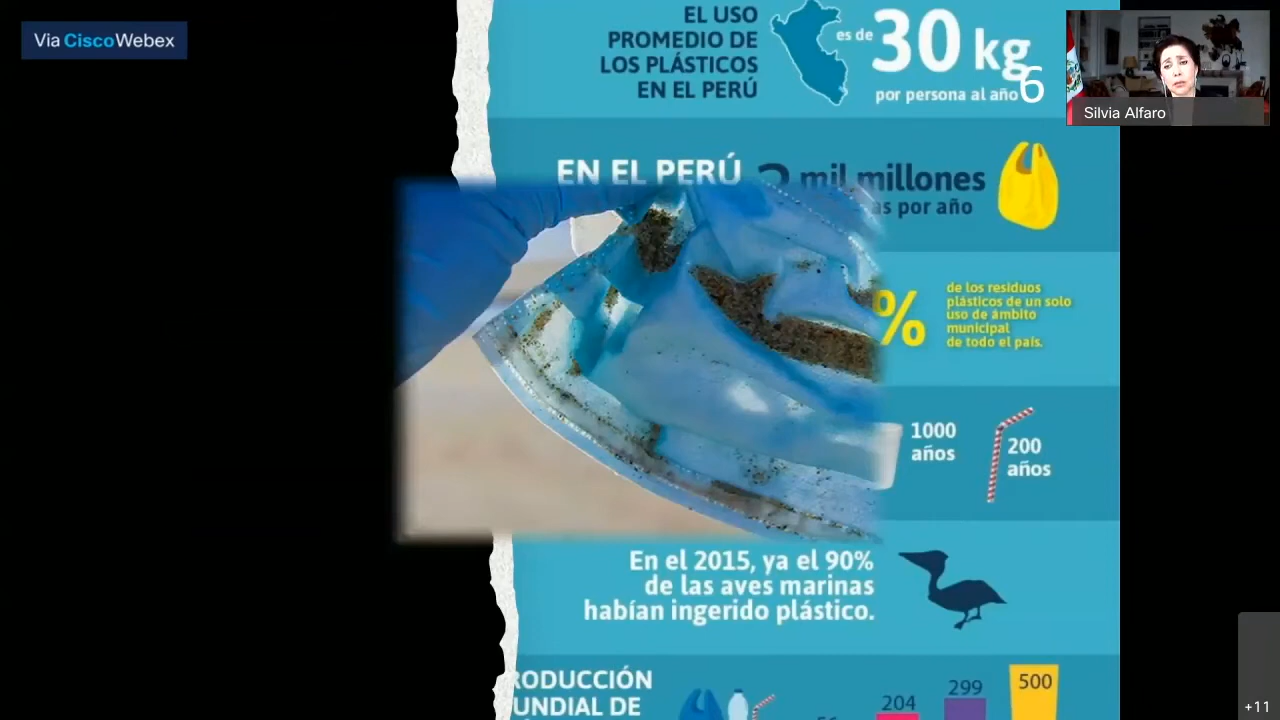 Via CiscoWebex
EL USO
PROMEDIO DE
LOS PLÁSTICOS
EN EL PERÚ
es de 30 kg
por persona al año
6
Silvia Alfaro
EN EL PERÚ
mil millones
por año
%
de los residuos
plásticos de un solo
uso de ámbito
municipal
de todo el país.
1000
años
200
años
En el 2015, ya el 90%
de las aves marinas
habían ingerido plástico.
204
299
500
+11